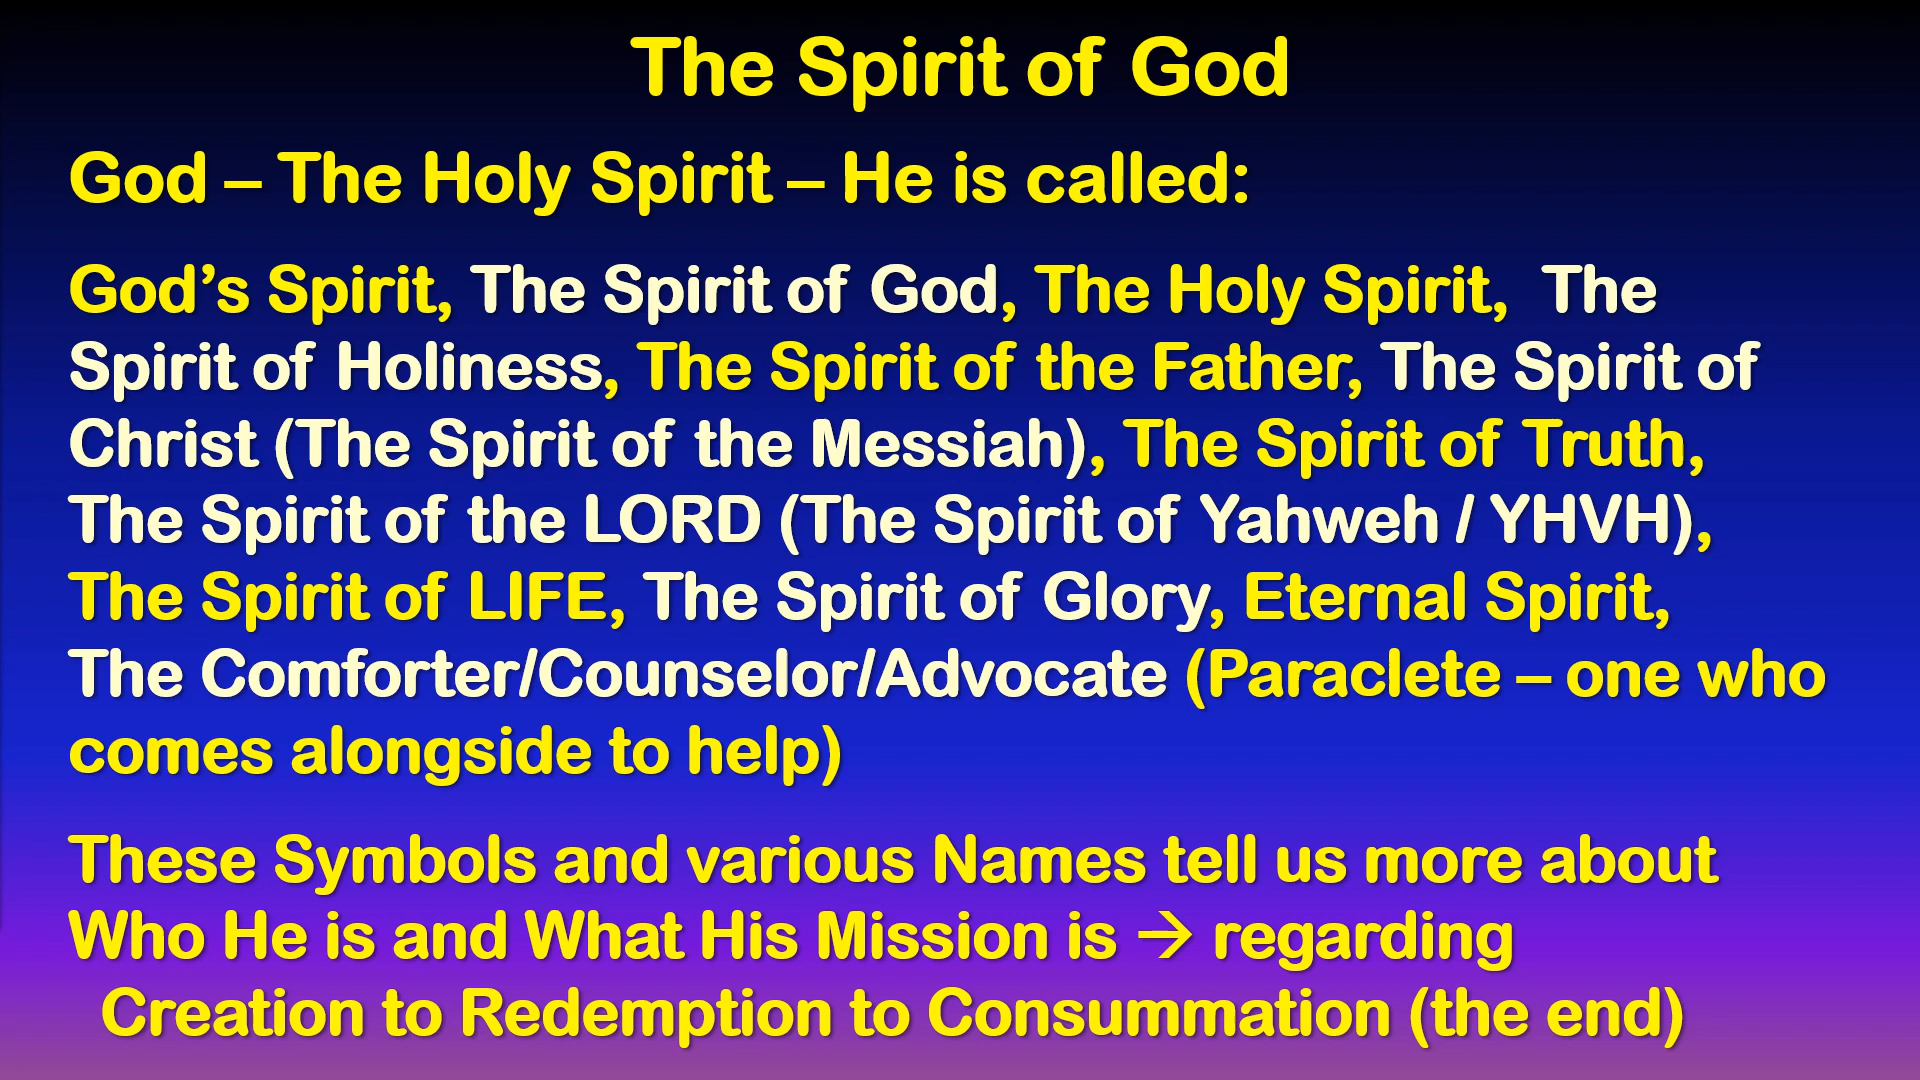 The Spirit of God
God – The Holy Spirit – He is called:
God’s Spirit, The Spirit of God, The Holy Spirit, The
Spirit of Holiness, The Spirit of the Father, The Spirit of
Christ (The Spirit of the Messiah), The Spirit of Truth,
The Spirit of the LORD (The Spirit of Yahweh / YHVH),
The Spirit of LIFE, The Spirit of Glory, Eternal Spirit,
The Comforter/Counselor/Advocate (Paraclete – one who
comes alongside to help)
These Symbols and various Names tell us more about
Who He is and What His Mission is → regarding
Creation to Redemption to Consummation (the end)